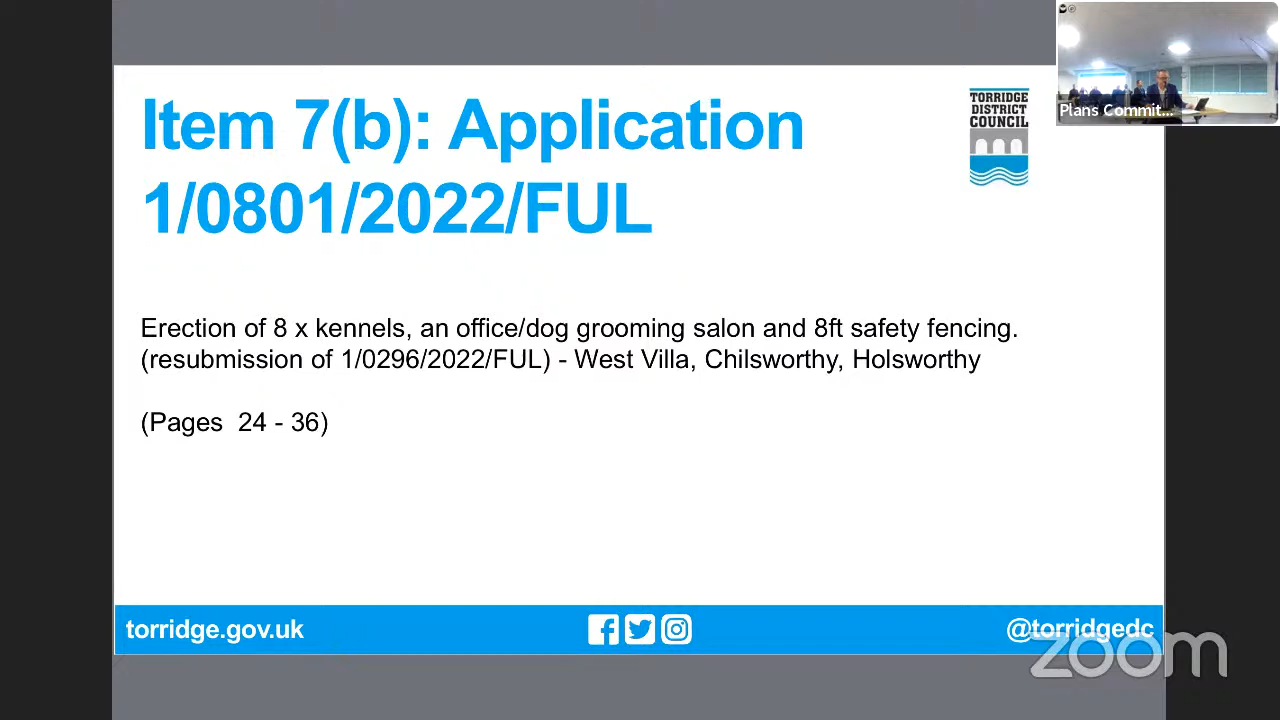 Item 7(b): Application
1/0801/2022/FUL
TORRIDGE
DISTRICT
COUNCIL
Plans Commit...
Erection of 8 x kennels, an office/dog grooming salon and 8ft safety fencing.
(resubmission of 1/0296/2022/FUL) - West Villa, Chilsworthy, Holsworthy
(Pages 24 - 36)
torridge.gov.uk
@torridgedc
zoom